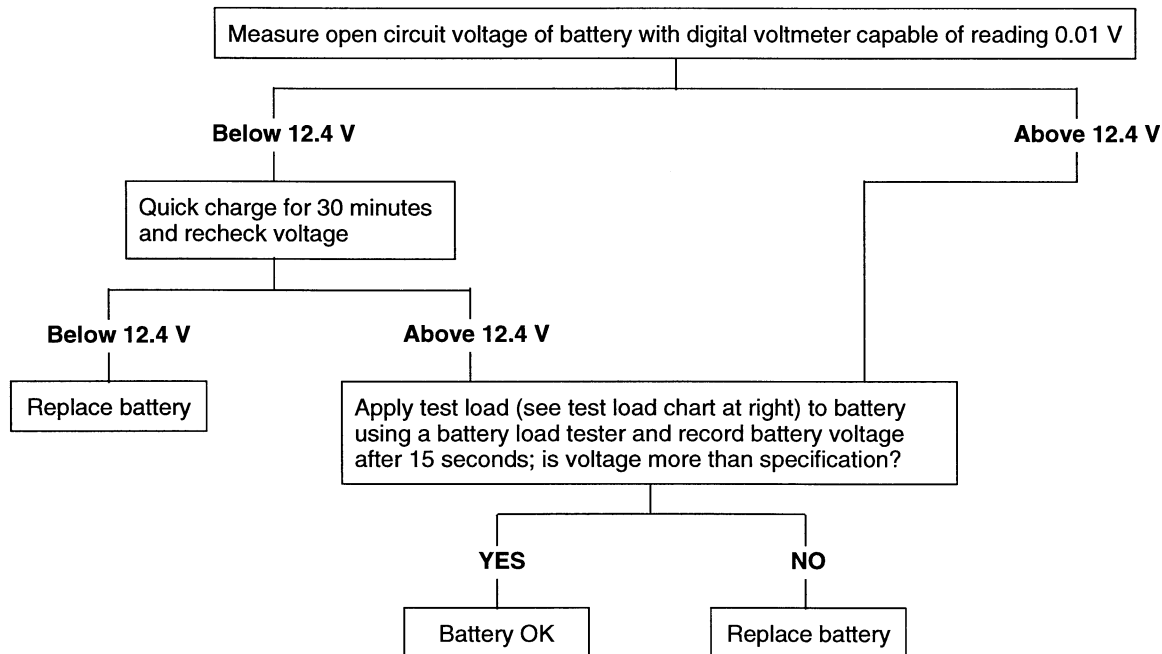 Measure open circuit voltage of battery with digital voltmeter capable of reading 0.01 V
Below 12.4 V
Above 12.4 V
Quick charge for 30 minutes
and recheck voltage
Below 12.4 V
Above 12.4 V
Replace battery
Apply test load (see test load chart at right) to battery
using a battery load tester and record battery voltage
after 15 seconds; is voltage more than specification?
YES
NO
Battery OK
Replace battery